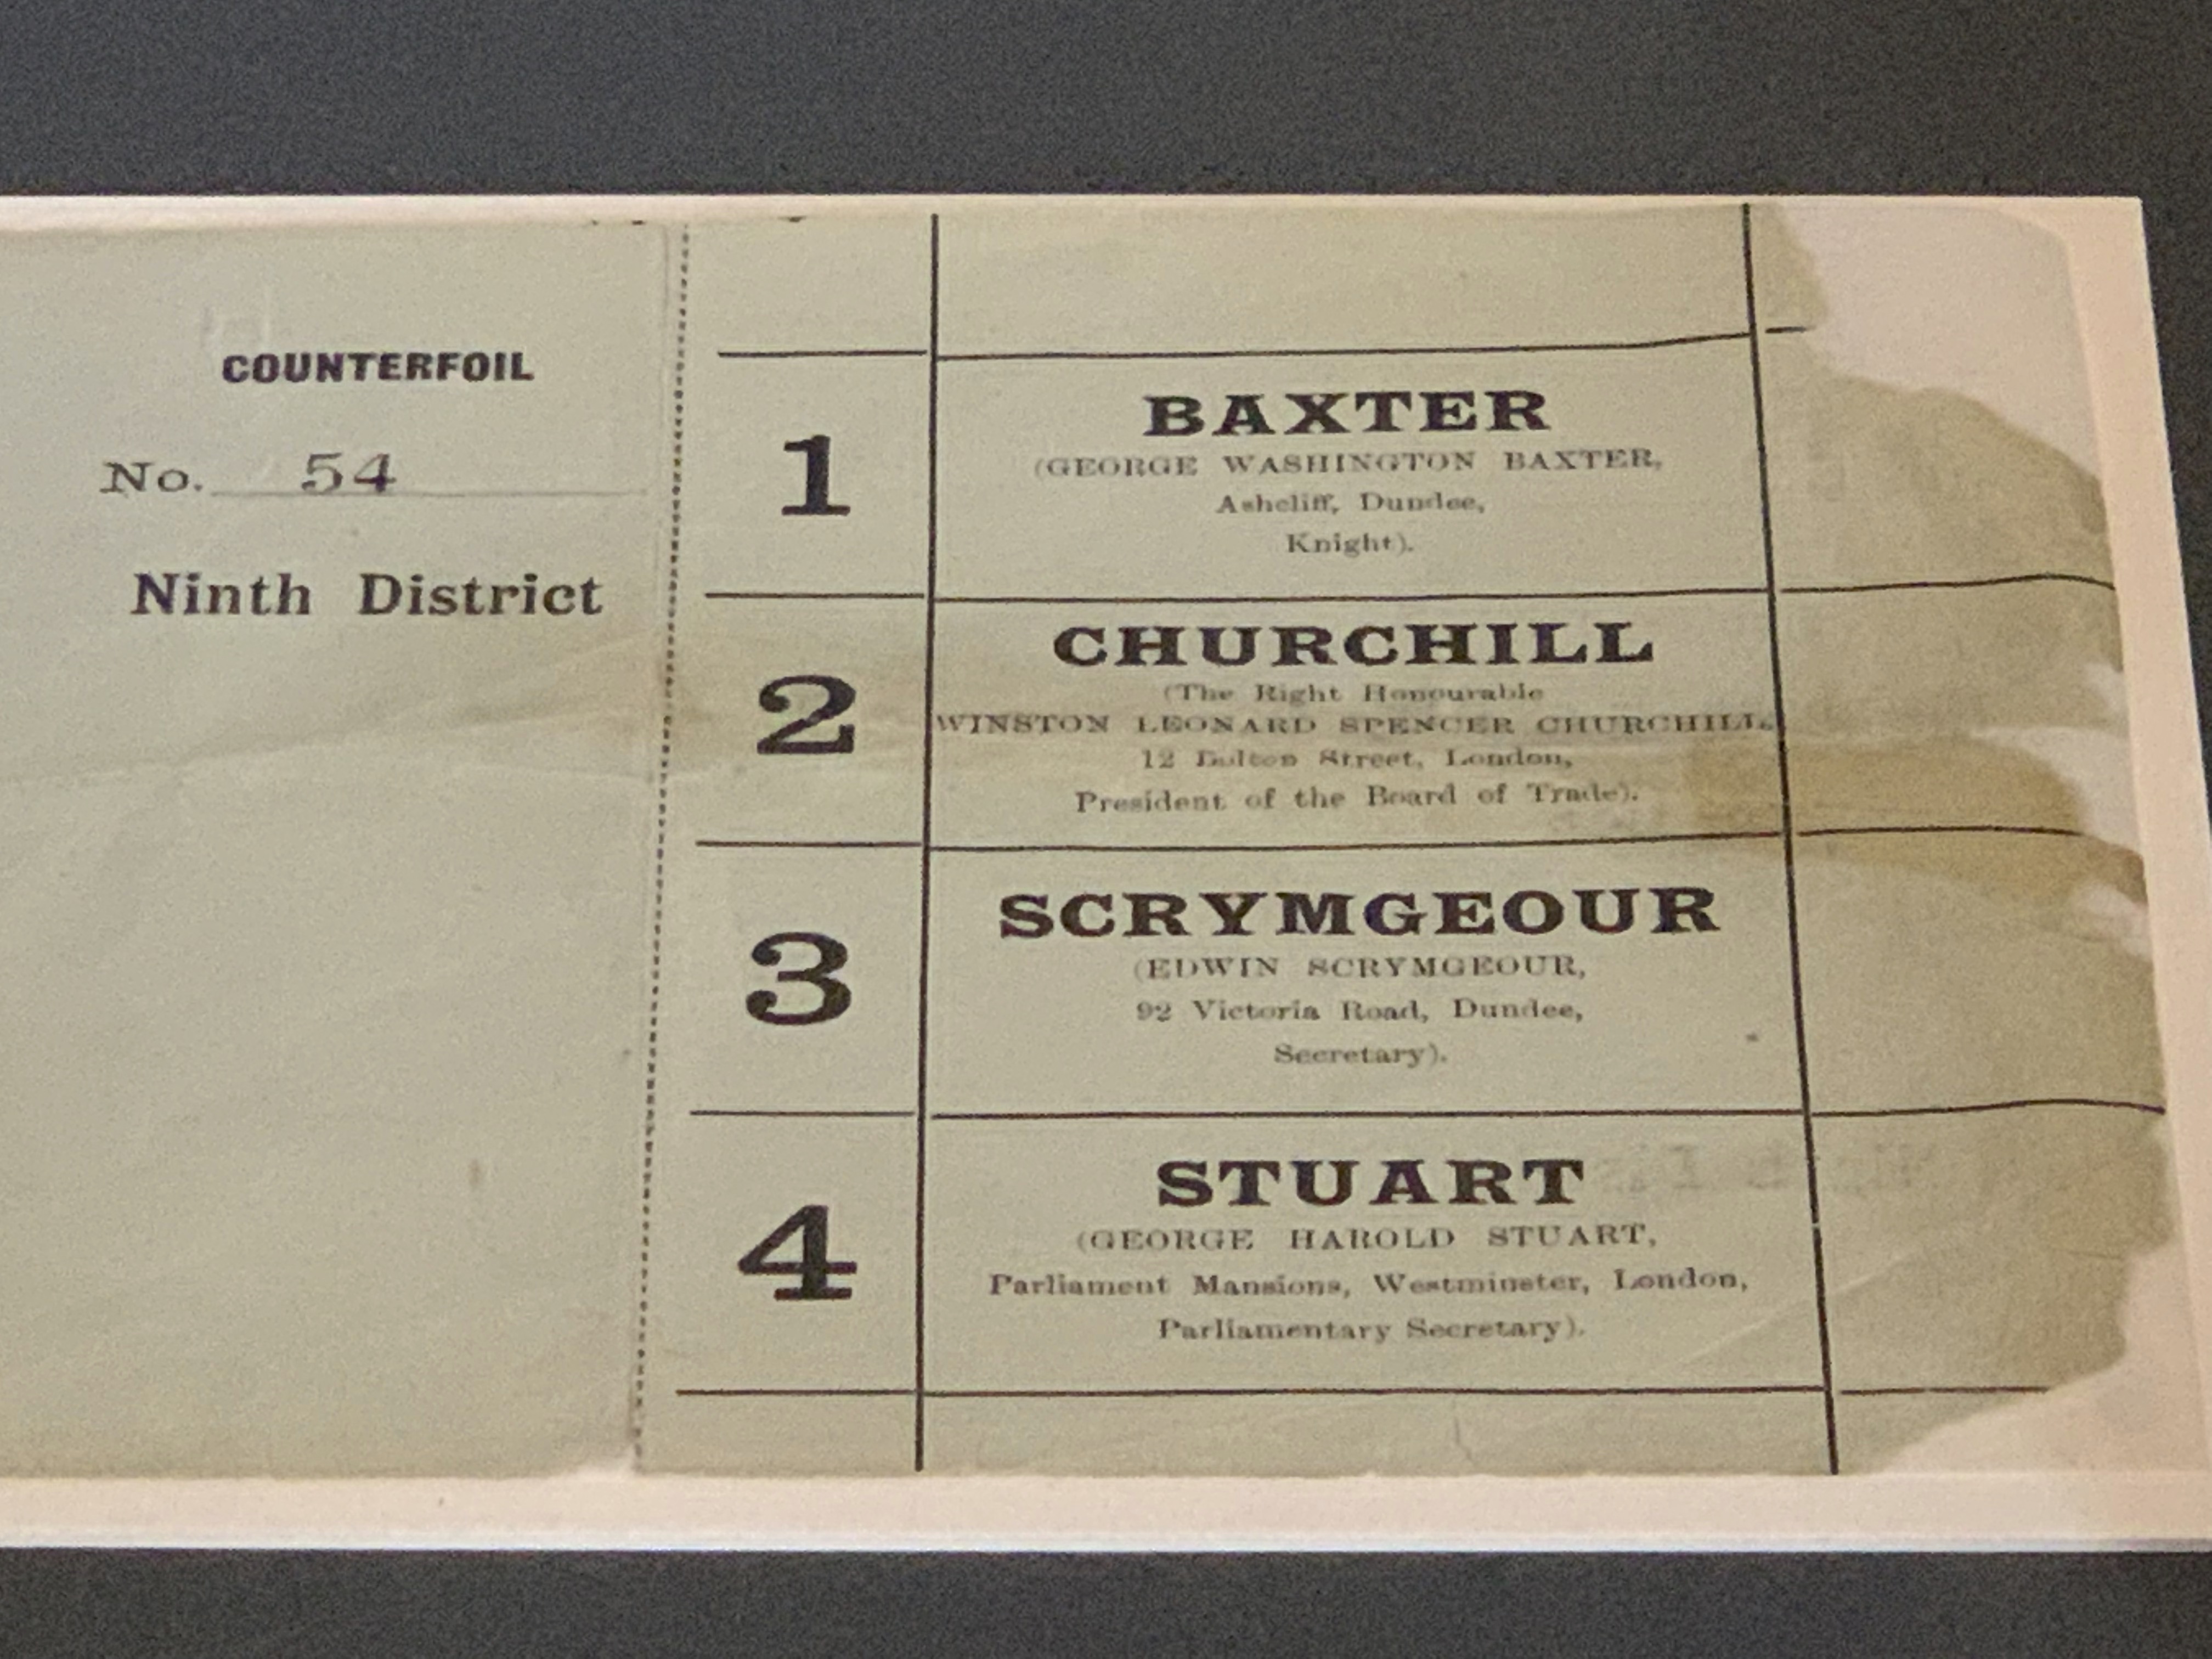 COUNTERFOIL
No. 54
Ninth District
1
BAXTER
(GEORGE WASHINGTON BAXTER,
Ashcliff, Dundee,
Knight).
2
CHURCHILL
(The Right Honourable
WINSTON LEONARD SPENCER CHURCHILL,
12 Bolton Street, London,
President of the Board of Trade).
3
SCRYMGEOUR
(EDWIN SCRYMGEOUR,
92 Victoria Road, Dundee,
Secretary).
4
STUART
(GEORGE HAROLD STUART,
Parliament Mansions, Westminster, London,
Parliamentary Secretary).